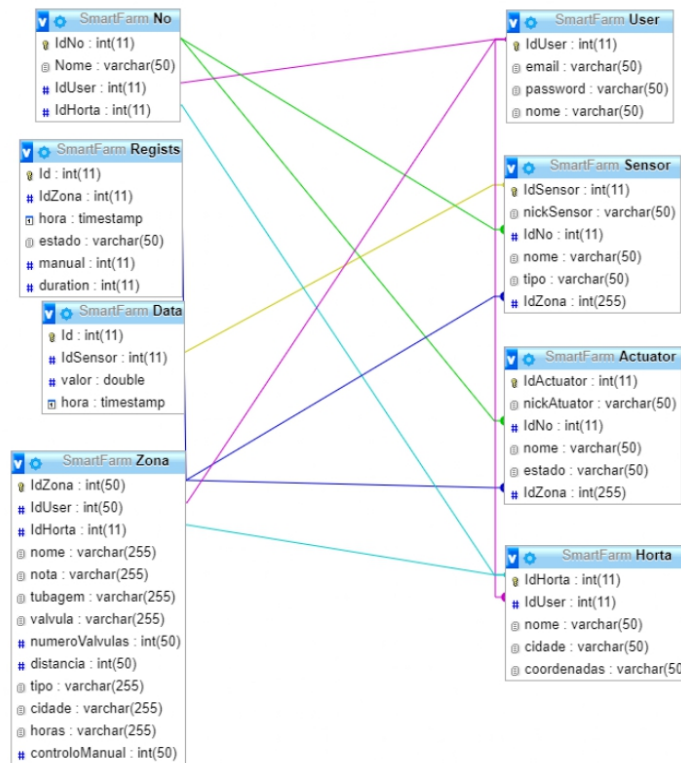 SmartFarm No
IdNo : int(11)
Nome : varchar(50)
IdUser : int(11)
IdHorta : int(11)
SmartFarm Regists
Id : int(11)
IdZona : int(11)
hora : timestamp
estado : varchar(50)
manual : int(11)
duration : int(11)
SmartFarm Data
Id : int(11)
IdSensor : int(11)
valor : double
hora : timestamp
SmartFarm Zona
IdZona : int(50)
IdUser : int(50)
IdHorta : int(11)
nome : varchar(255)
nota : varchar(255)
tubagem : varchar(255)
valvula : varchar(255)
numeroValvulas : int(50)
distancia : int(50)
tipo : varchar(255)
cidade : varchar(255)
horas : varchar(255)
controloManual : int(50)
SmartFarm User
IdUser : int(11)
email : varchar(50)
password : varchar(50)
nome : varchar(50)
SmartFarm Sensor
IdSensor : int(11)
nickSensor : varchar(50)
IdNo : int(11)
nome : varchar(50)
tipo : varchar(50)
IdZona : int(255)
SmartFarm Actuator
IdActuator : int(11)
nickAtuator : varchar(50)
IdNo : int(11)
nome : varchar(50)
estado : varchar(50)
IdZona : int(255)
SmartFarm Horta
IdHorta : int(11)
IdUser : int(11)
nome : varchar(50)
cidade : varchar(50)
coordenadas : varchar(50